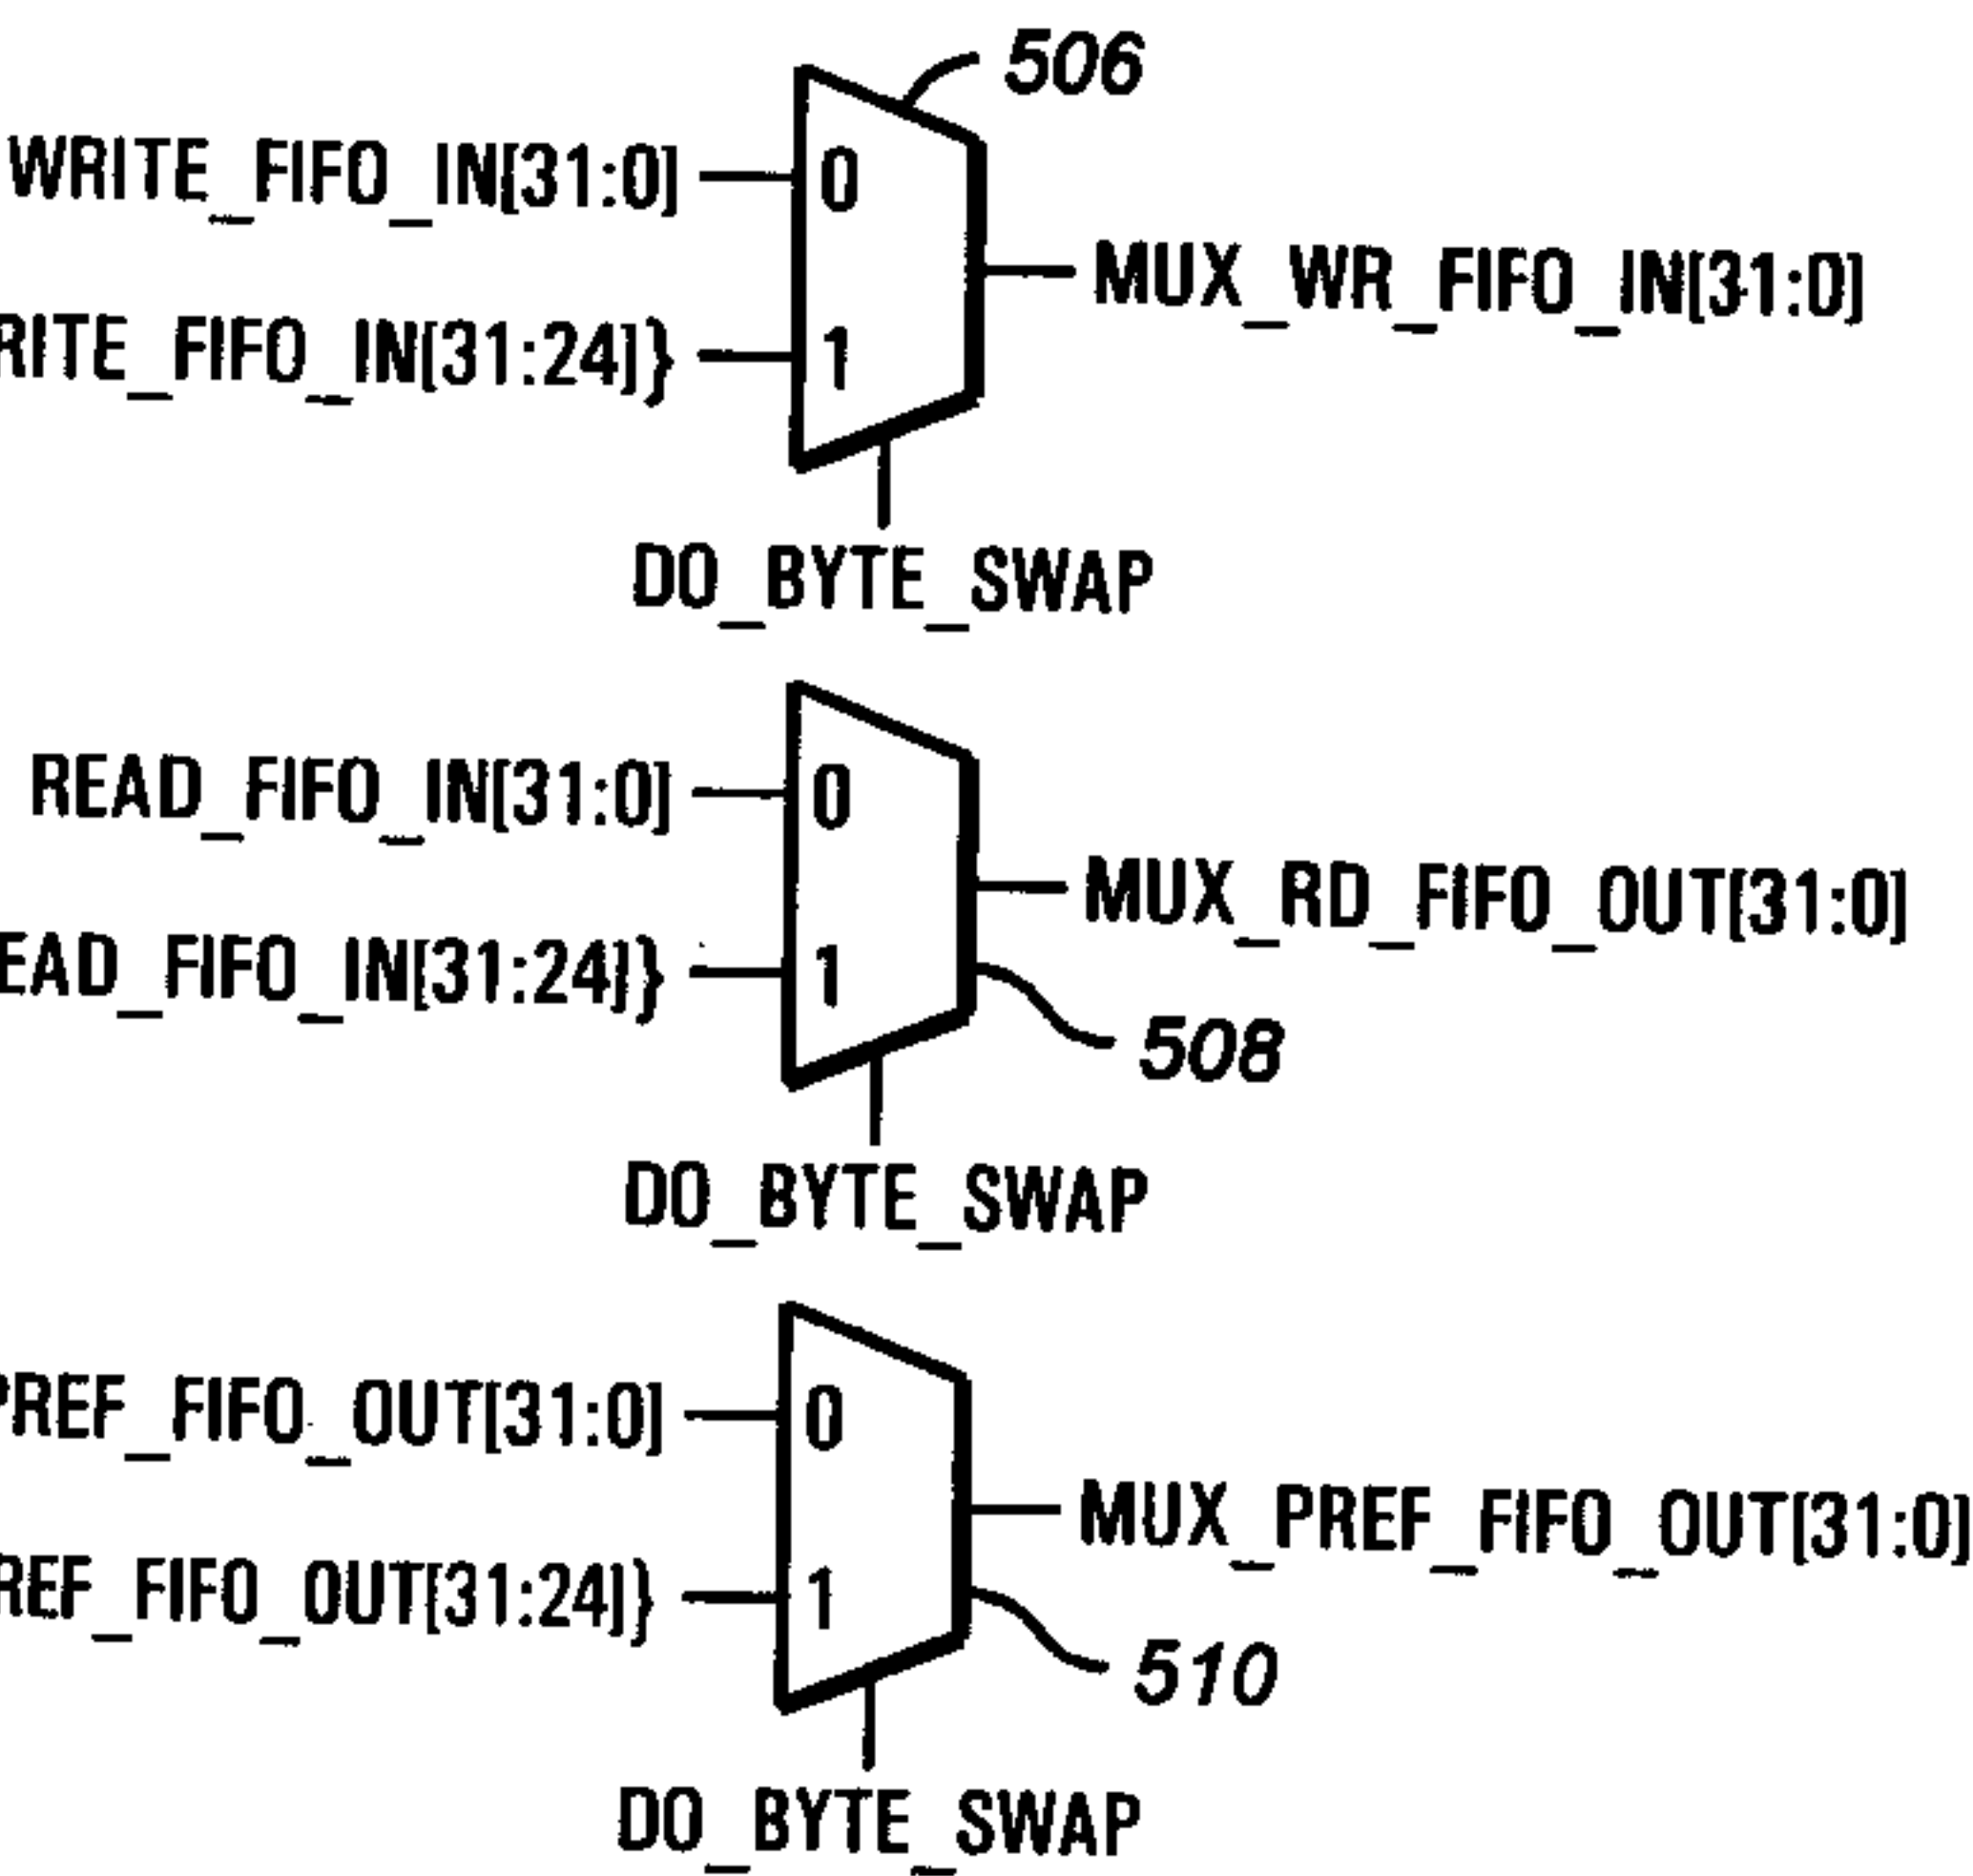 506
WRITE_FIFO_IN[31:0]
0
MUX_WR_FIFO_IN[31:0]
RITE_FIFO_IN[31:24]}
1
DO_BYTE_SWAP
READ_FIFO_IN[31:0]
0
MUX_RD_FIFO_OUT[31:0]
EAD_FIFO_IN[31:24]}
1
508
DO_BYTE_SWAP
PREF_FIFO_OUT[31:0]
0
MUX_PREF_FIFO_OUT[31:0]
REF_FIFO_OUT[31:24]}
1
510
DO_BYTE_SWAP